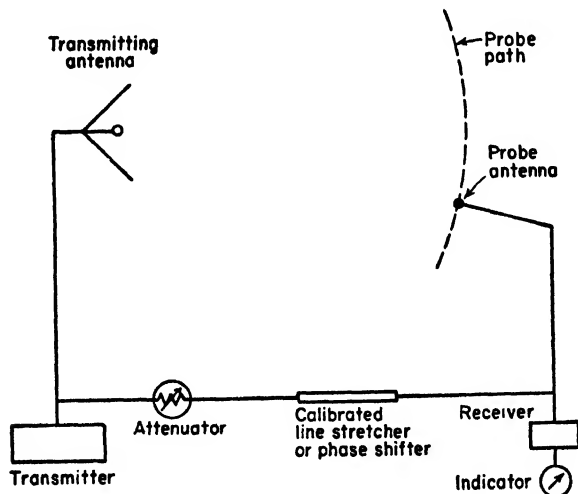 Transmitting
antenna
Probe
path
Probe
antenna
Attenuator
Calibrated
line stretcher
or phase shifter
Receiver
Transmitter
Indicator